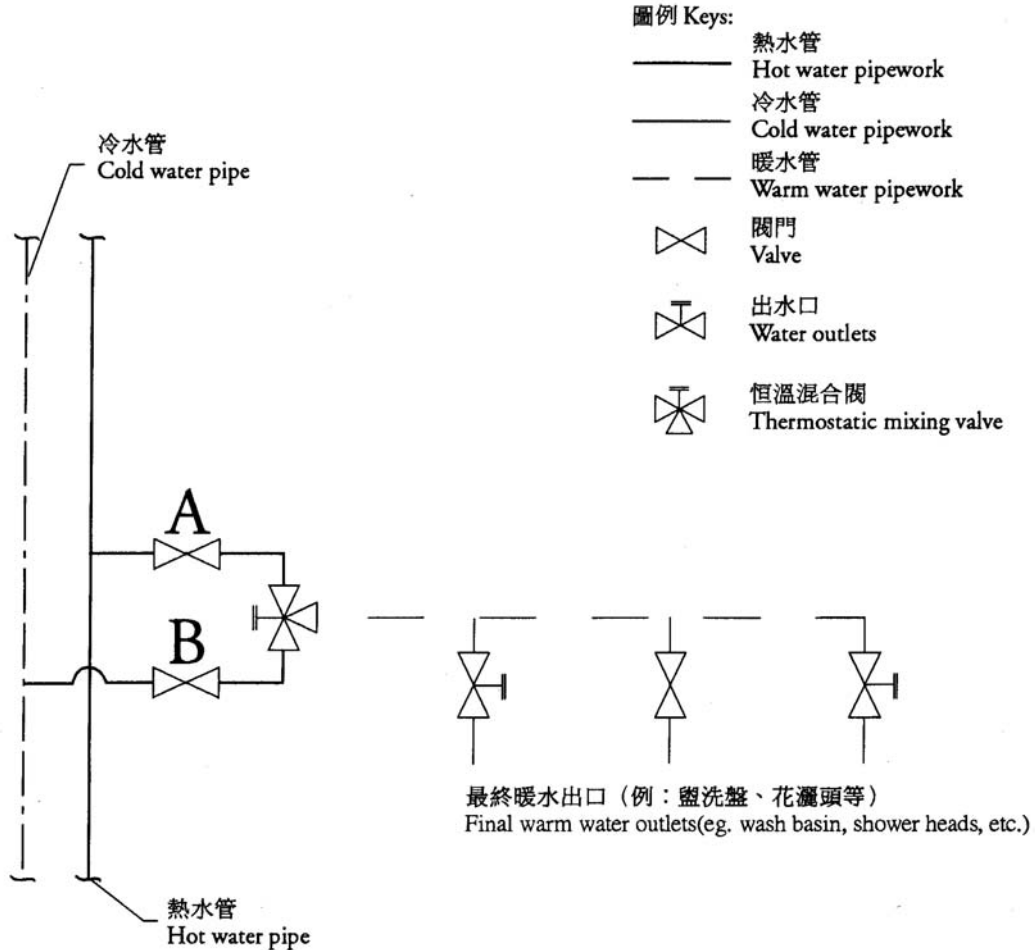 圖例 Keys:
熱水管
Hot water pipework
冷水管
Cold water pipework
暖水管
Warm water pipework
閥門
Valve
出水口
Water outlets
恒溫混合閥
Thermostatic mixing valve
冷水管
Cold water pipe
A
B
最終暖水出口（例：盥洗盤、花灑頭等）
Final warm water outlets(eg. wash basin, shower heads, etc.)
熱水管
Hot water pipe